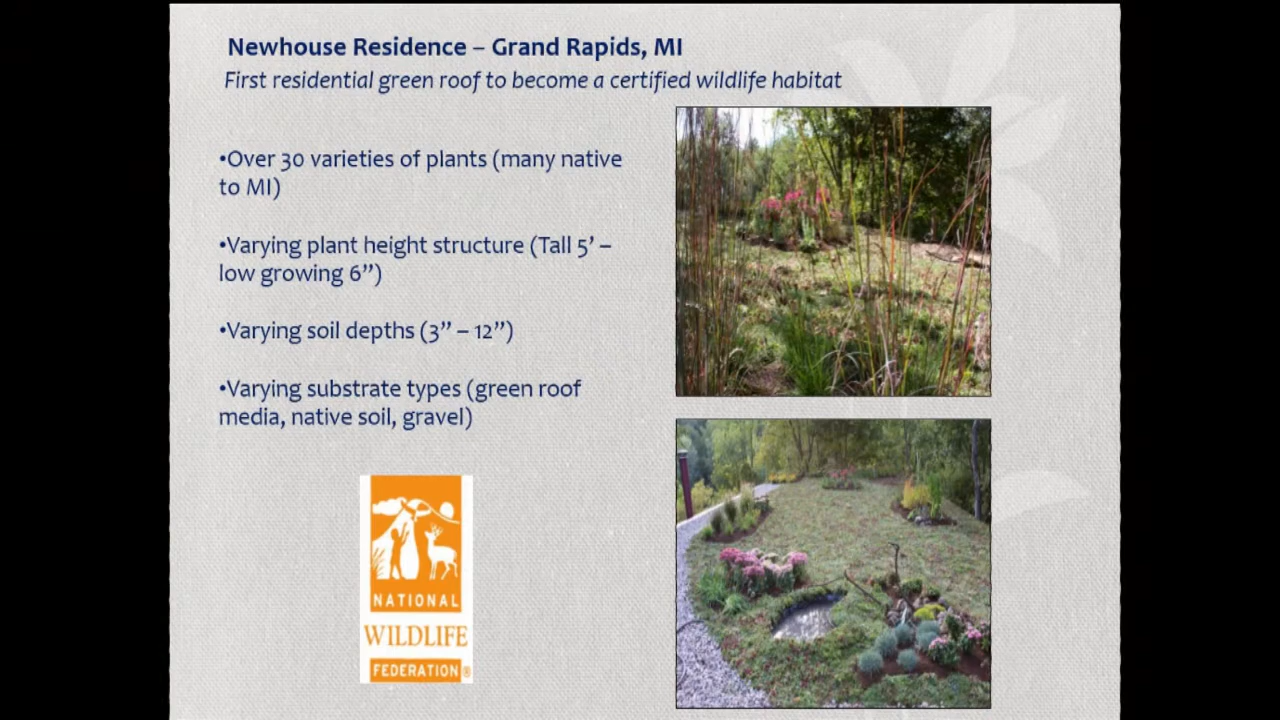 Newhouse Residence – Grand Rapids, MI
First residential green roof to become a certified wildlife habitat
•Over 30 varieties of plants (many native
to MI)
•Varying plant height structure (Tall 5’ –
low growing 6”)
•Varying soil depths (3” – 12”)
•Varying substrate types (green roof
media, native soil, gravel)
NATIONAL
WILDLIFE
FEDERATION®